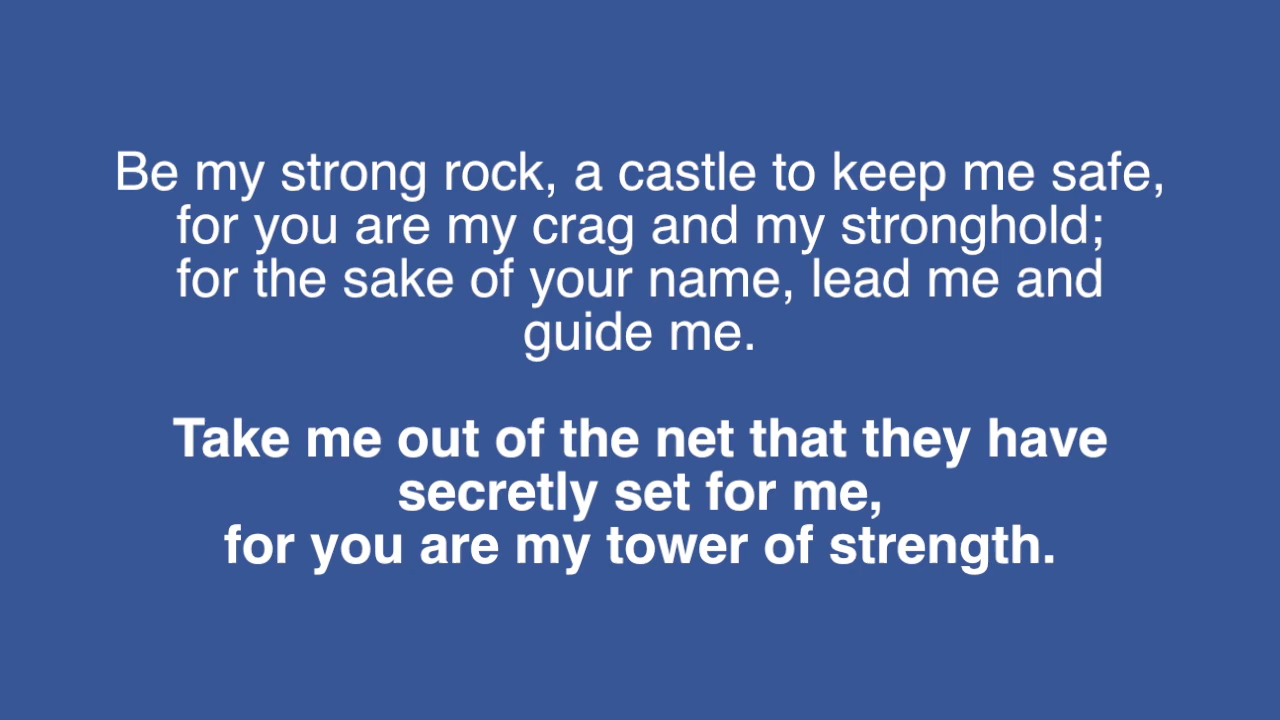 Be my strong rock, a castle to keep me safe,
for you are my crag and my stronghold;
for the sake of your name, lead me and
guide me.
Take me out of the net that they have
secretly set for me,
for you are my tower of strength.